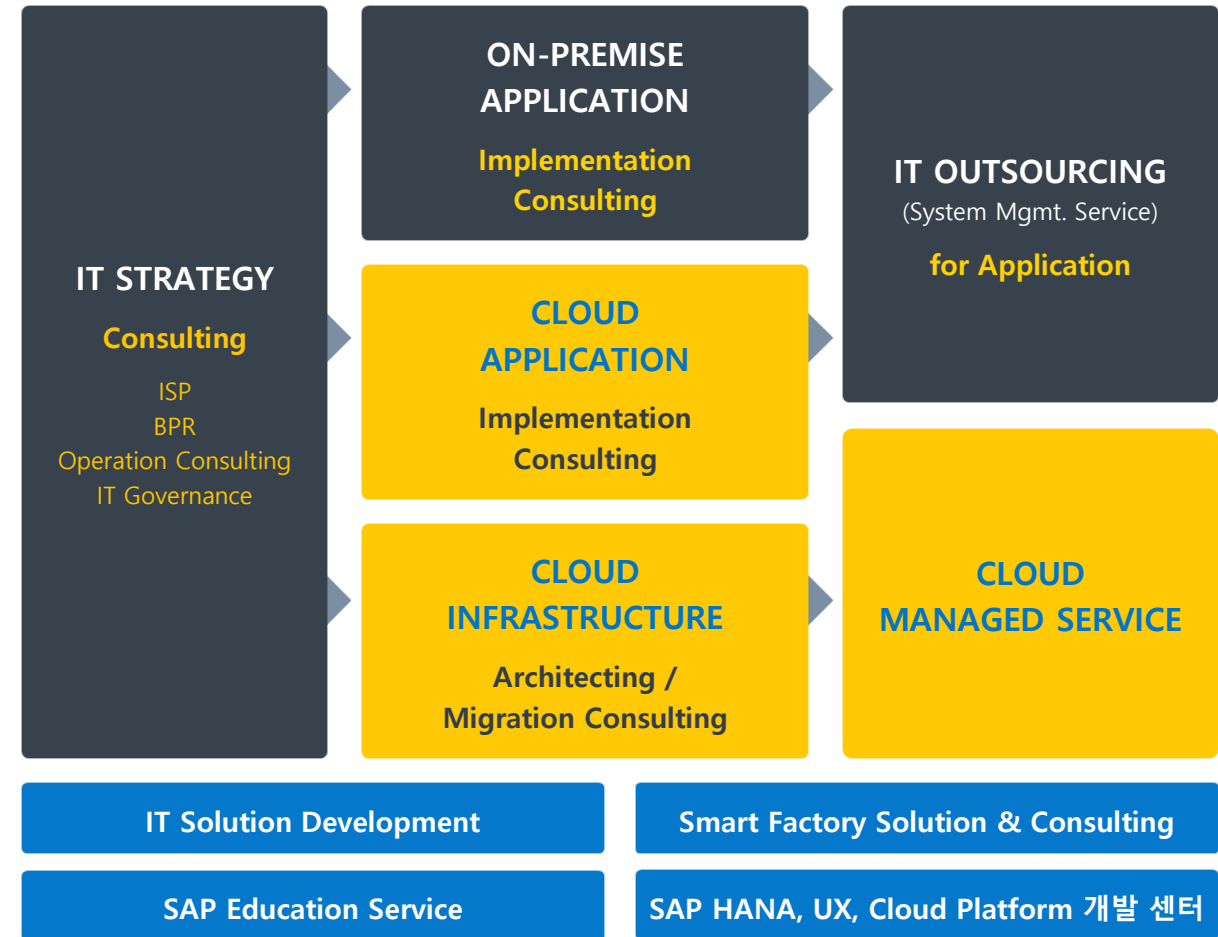 IT STRATEGY
Consulting
ISP
BPR
Operation Consulting
IT Governance
ON-PREMISE
APPLICATION
Implementation
Consulting
CLOUD
APPLICATION
Implementation
Consulting
CLOUD
INFRASTRUCTURE
Architecting /
Migration Consulting
IT OUTSOURCING
(System Mgmt. Service)
for Application
CLOUD
MANAGED SERVICE
IT Solution Development
Smart Factory Solution & Consulting
SAP Education Service
SAP HANA, UX, Cloud Platform 개발 센터